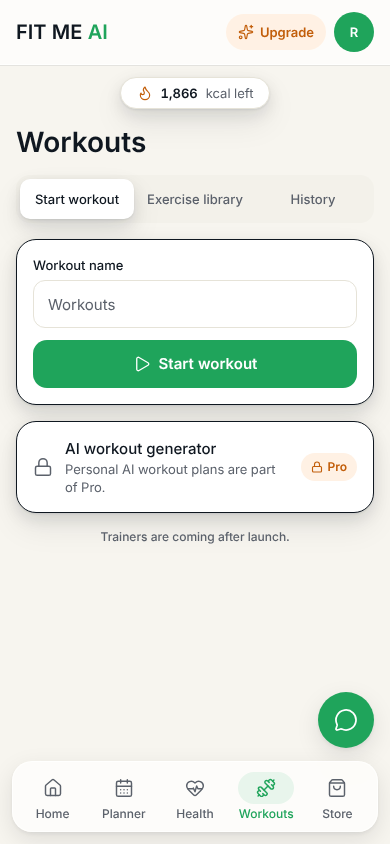 FIT ME AI
Upgrade
R
1,866 kcal left
Workouts
Start workout
Exercise library
History
Workout name
Workouts
Start workout
AI workout generator
Personal AI workout plans are part
of Pro.
Pro
Trainers are coming after launch.
Home
Planner
Health
Workouts
Store